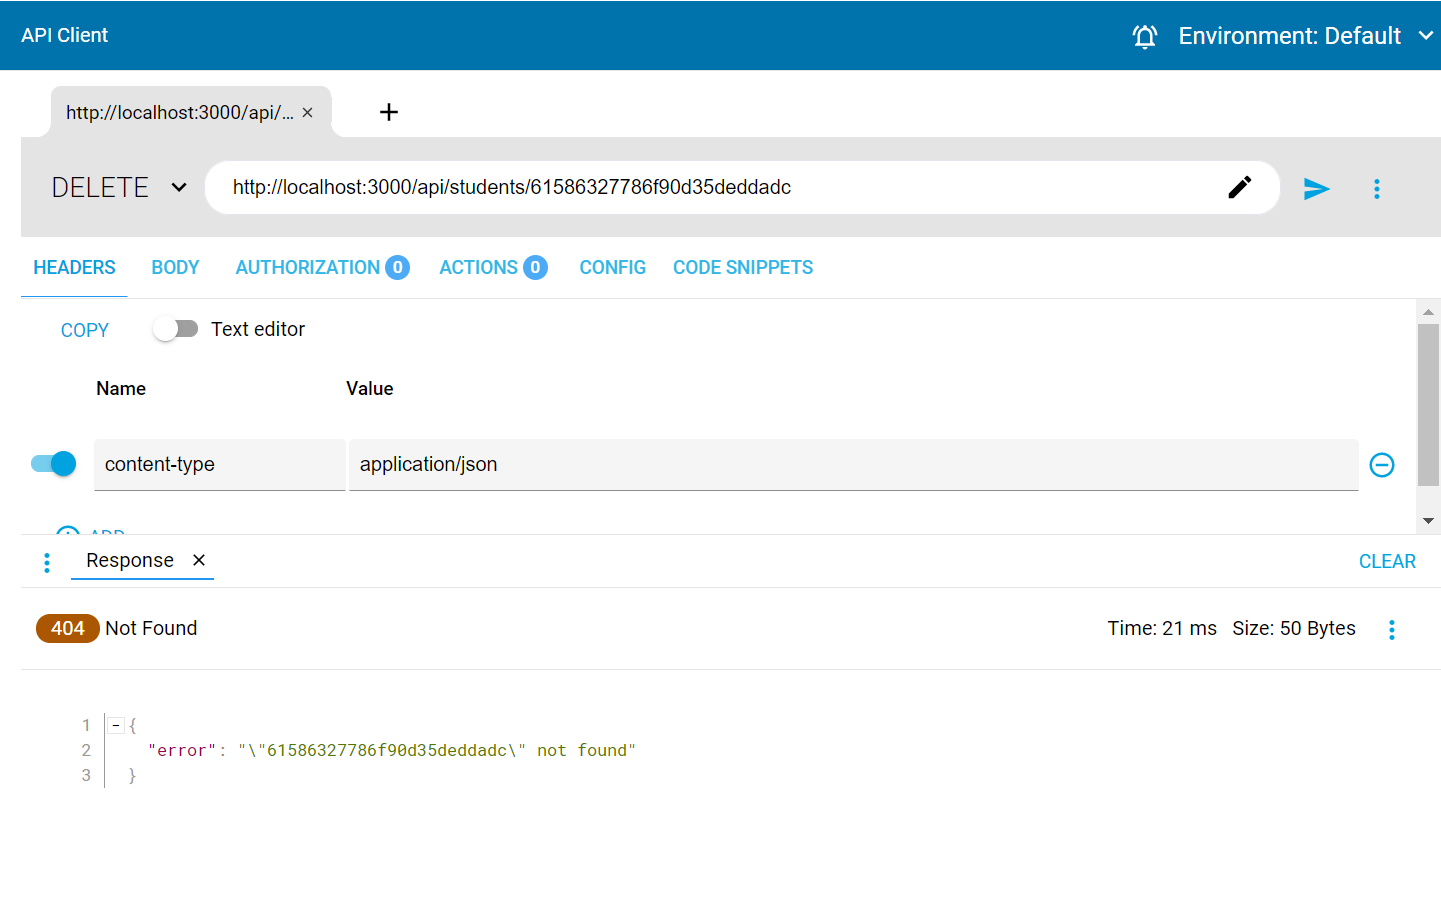 API Client
Environment: Default
http://localhost:3000/api/...
DELETE
http://localhost:3000/api/students/61586327786f90d35deddadc
HEADERS BODY AUTHORIZATION 0 ACTIONS 0 CONFIG CODE SNIPPETS
COPY Text editor
Name Value
content-type application/json
ADD
Response CLEAR
404 Not Found Time: 21 ms Size: 50 Bytes
1 {
2 "error": "\"61586327786f90d35deddadc\" not found"
3 }